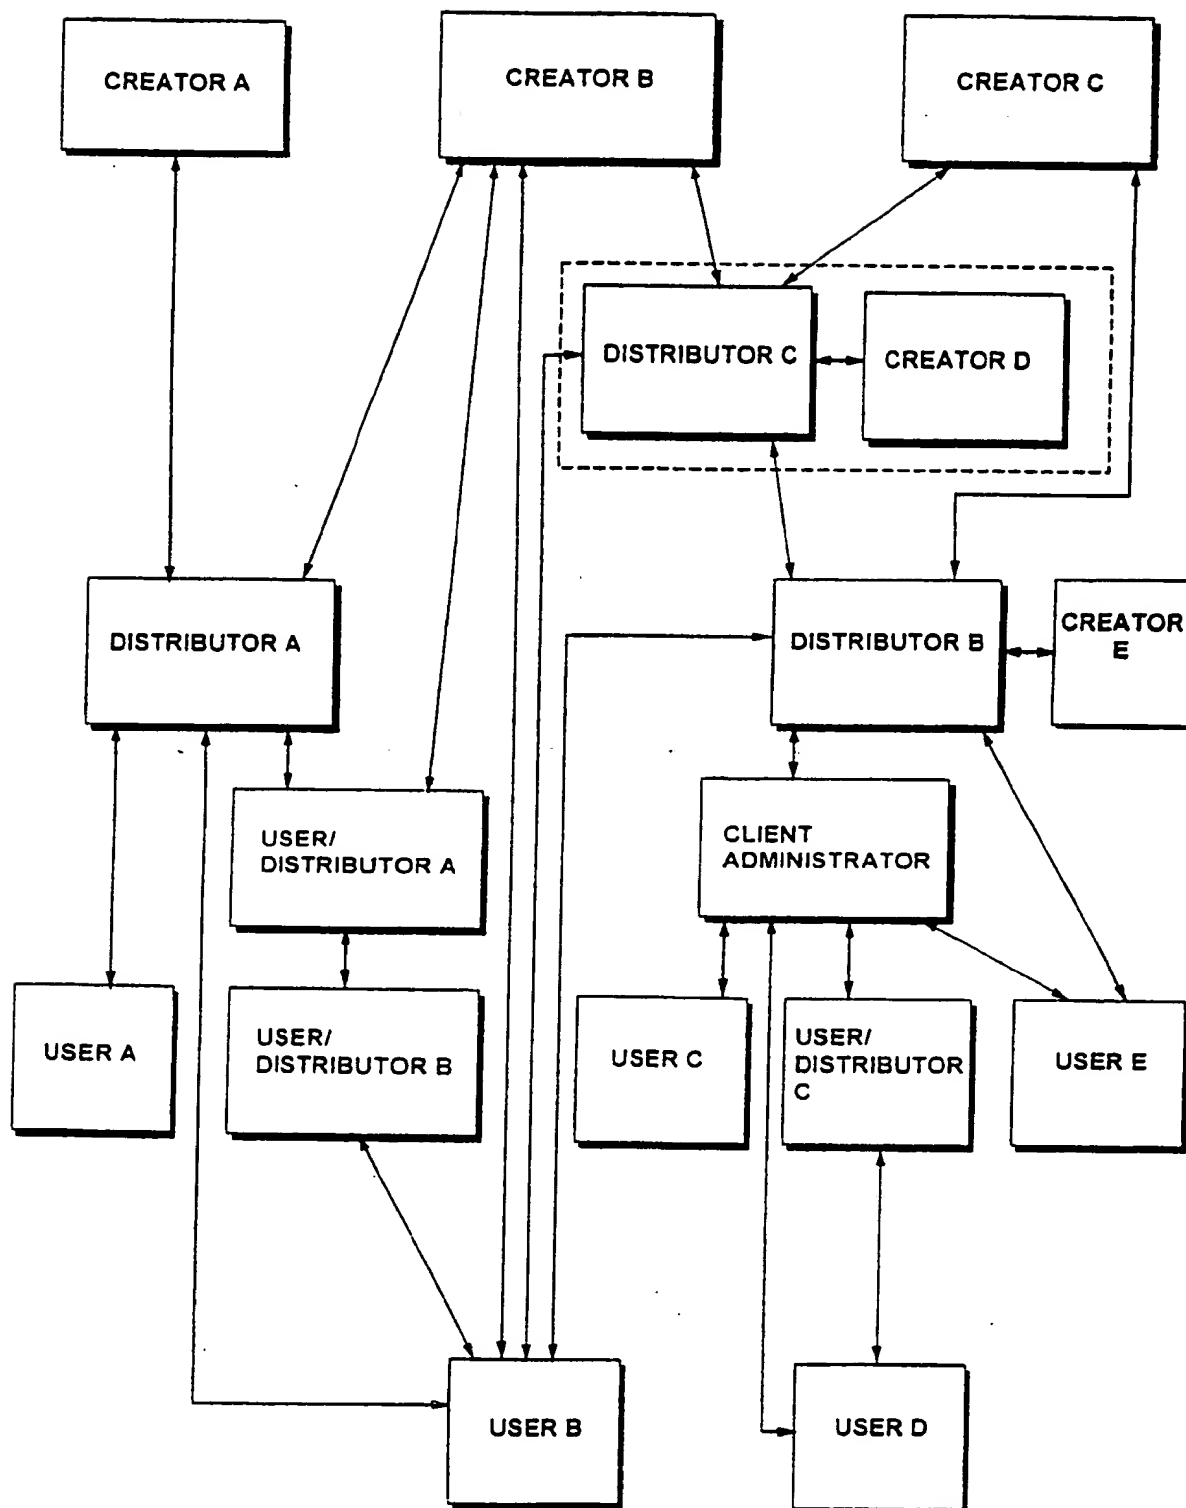 CREATOR A
CREATOR B
CREATOR C
DISTRIBUTOR C
CREATOR D
DISTRIBUTOR A
DISTRIBUTOR B
CREATOR
E
USER/
DISTRIBUTOR A
CLIENT
ADMINISTRATOR
USER A
USER/
DISTRIBUTOR B
USER C
USER/
DISTRIBUTOR
C
USER E
USER B
USER D